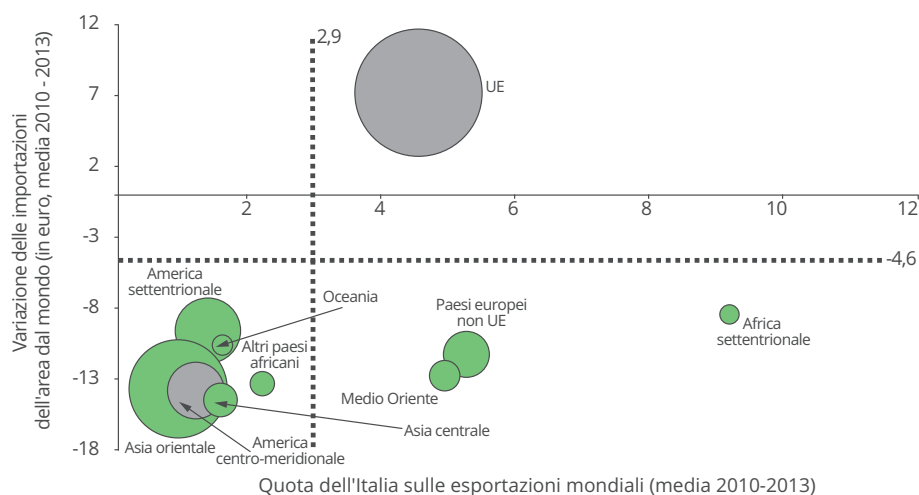 Variazione delle importazioni
dell'area dal mondo (in euro, media 2010 - 2013)
12
7
2
-3
-8
-13
-18
2
4
6
8
10
12
2,9
-4,6
UE
America
settentrionale
Oceania
Altri paesi
africani
Paesi europei
non UE
Africa
settentrionale
Medio Oriente
Asia centrale
Asia orientale
America
centro-meridionale
Quota dell'Italia sulle esportazioni mondiali (media 2010-2013)